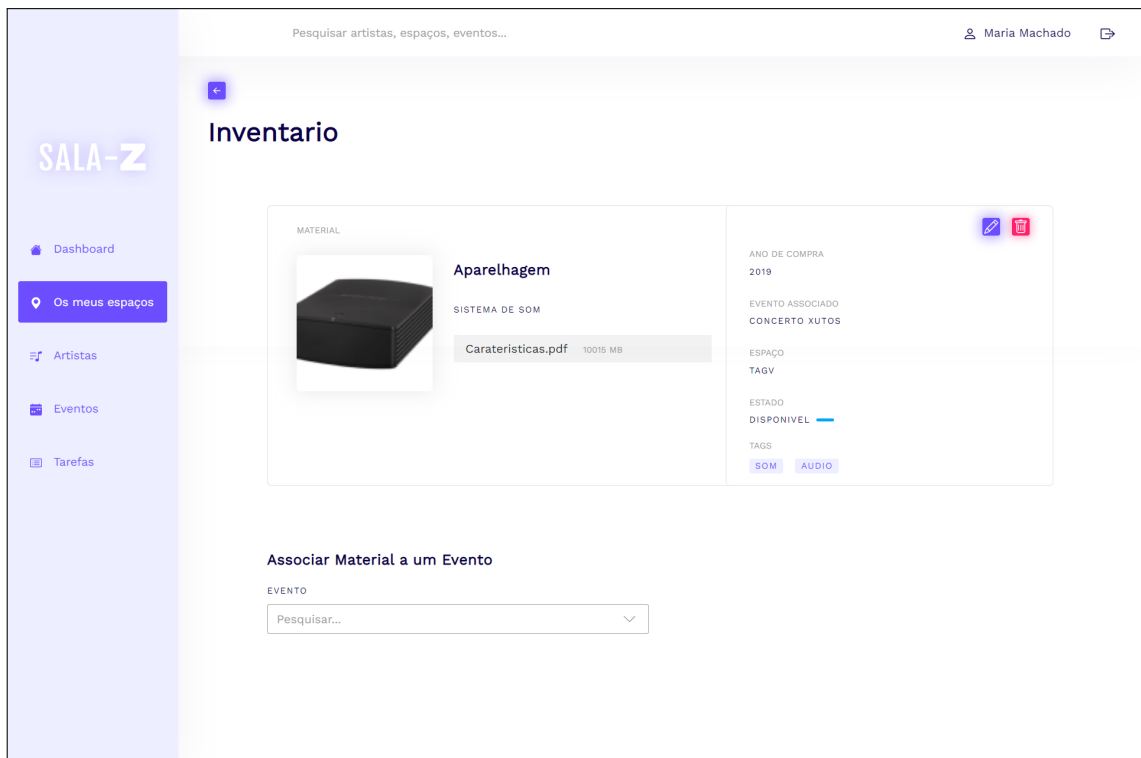 Pesquisar artistas, espaços, eventos...
Maria Machado
SALA-Z
Dashboard
Os meus espaços
Artistas
Eventos
Tarefas
Inventario
MATERIAL
Aparelhagem
SISTEMA DE SOM
Carateristicas.pdf 10015 MB
ANO DE COMPRA
2019
EVENTO ASSOCIADO
CONCERTO XUTOS
ESPAÇO
TAGV
ESTADO
DISPONIVEL
TAGS
SOM AUDIO
Associar Material a um Evento
EVENTO
Pesquisar...